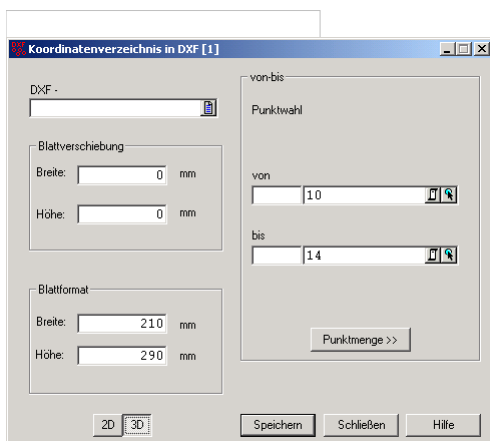 Koordinatenverzeichnis in DXF [1]
DXF -
Blattverschiebung
Breite: 0 mm
Höhe: 0 mm
Blattformat
Breite: 210 mm
Höhe: 290 mm
2D 3D
von-bis
Punktwahl
von
10
bis
14
Punktmenge >>
Speichern Schließen Hilfe